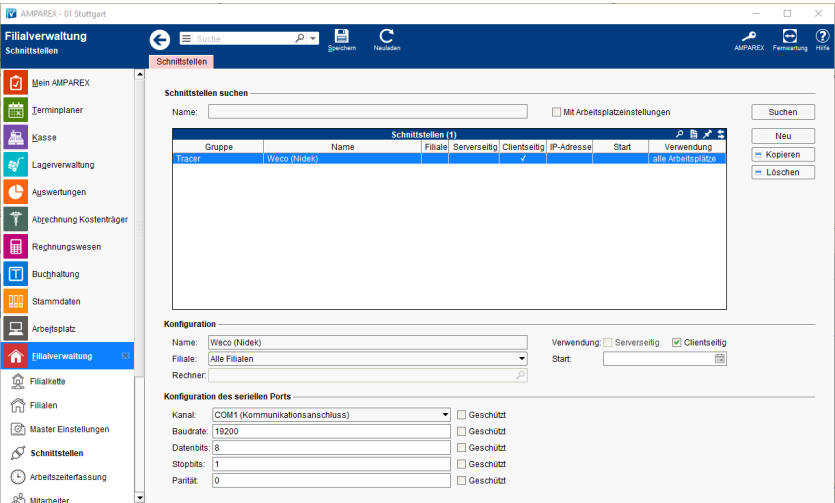 AMPAREX - 01 Stuttgart
Filialverwaltung
Schnittstellen
Suche
Speichern
Neuladen
AMPAREX
Fernwartung
Hilfe
Schnittstellen
Mein AMPAREX
Terminplaner
Kasse
Lagerverwaltung
Auswertungen
Abrechnung Kostenträger
Rechnungswesen
Buchhaltung
Stammdaten
Arbeitsplatz
Filialverwaltung
Filialkette
Filialen
Master Einstellungen
Schnittstellen
Arbeitszeiterfassung
Mitarbeiter
Schnittstellen suchen
Name:
Mit Arbeitsplatzeinstellungen
Suchen
Schnittstellen (1)
Neu
Kopieren
Löschen
Gruppe Name Filiale Serverseitig Clientseitig IP-Adresse Start Verwendung
Tracer Weco (Nidek) ✓ alle Arbeitsplätze
Konfiguration
Name: Weco (Nidek) Verwendung: Serverseitig ✓ Clientseitig
Filiale: Alle Filialen Start:
Rechner:
Konfiguration des seriellen Ports
Kanal: COM1 (Kommunikationsanschluss) Geschützt
Baudrate: 19200 Geschützt
Datenbits: 8 Geschützt
Stopbits: 1 Geschützt
Parität: 0 Geschützt